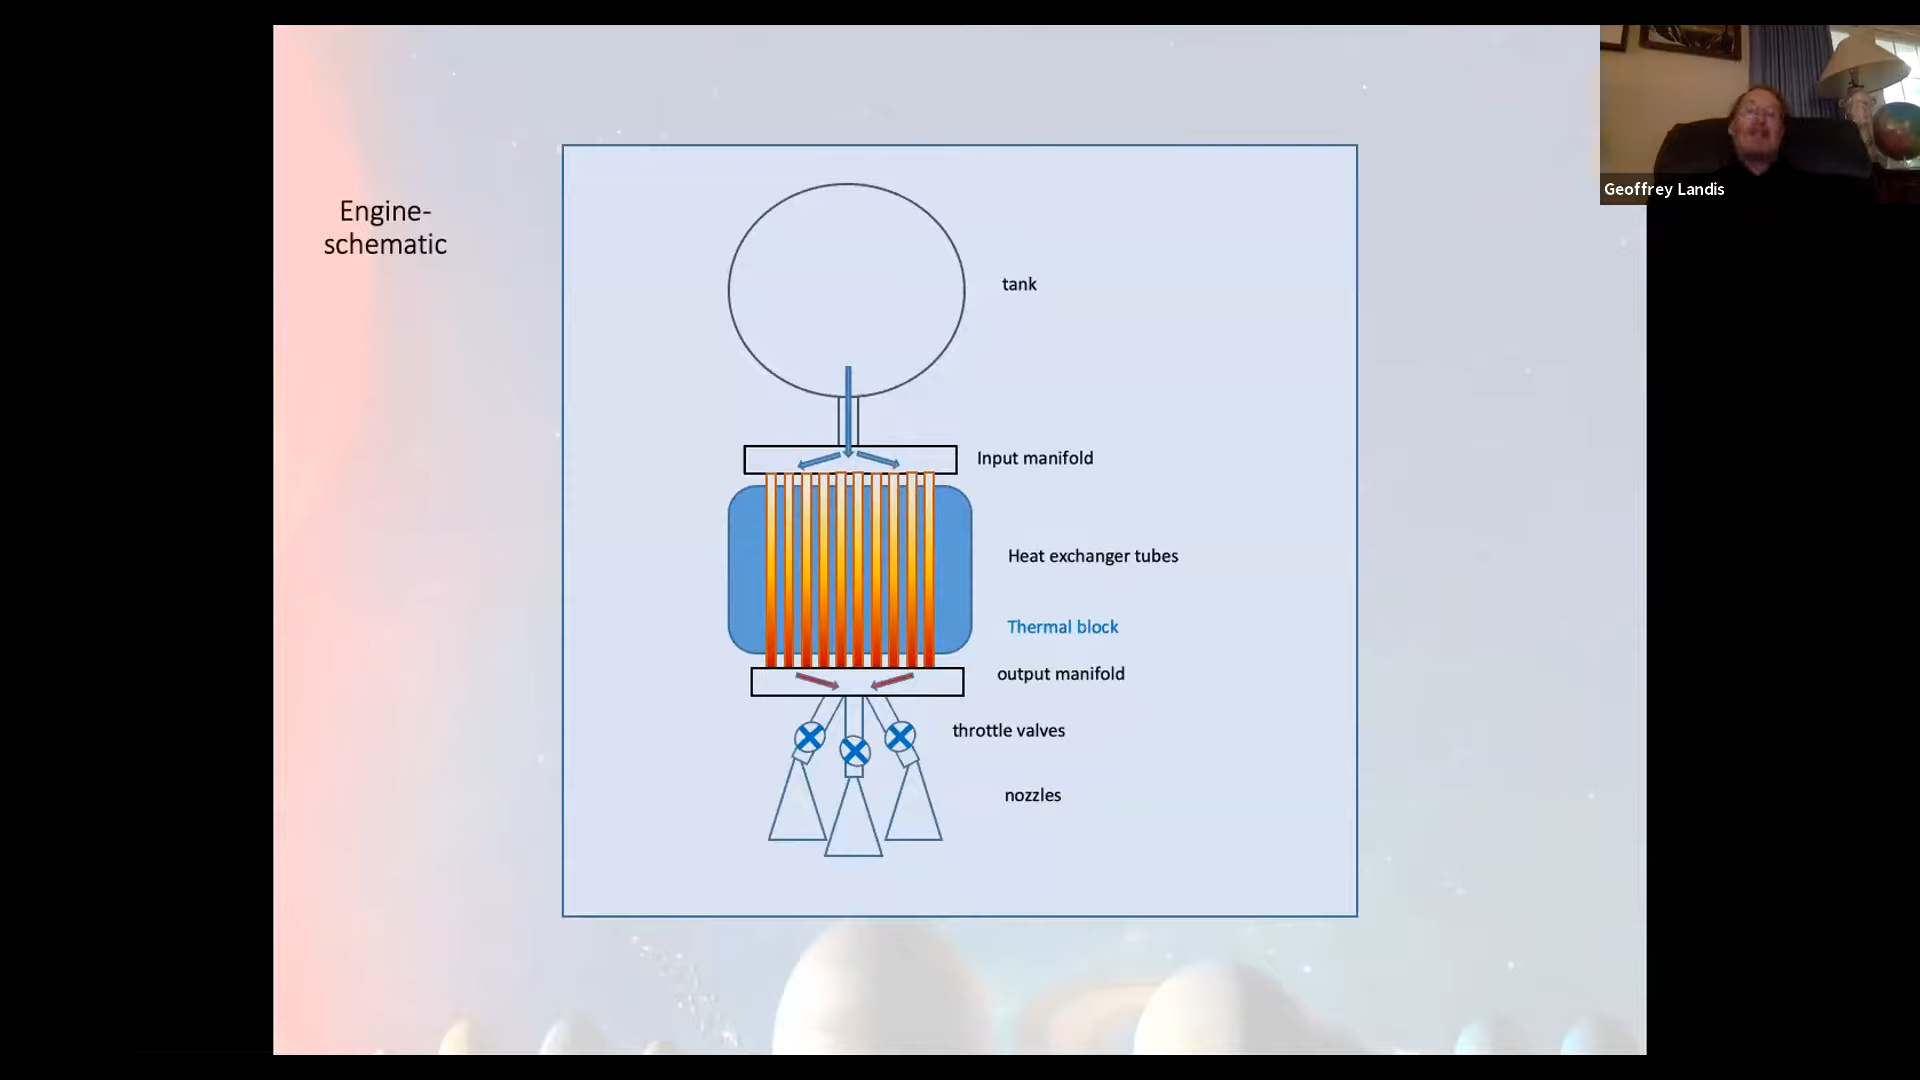 Geoffrey Landis
Engine-
schematic
tank
Input manifold
Heat exchanger tubes
Thermal block
output manifold
throttle valves
nozzles